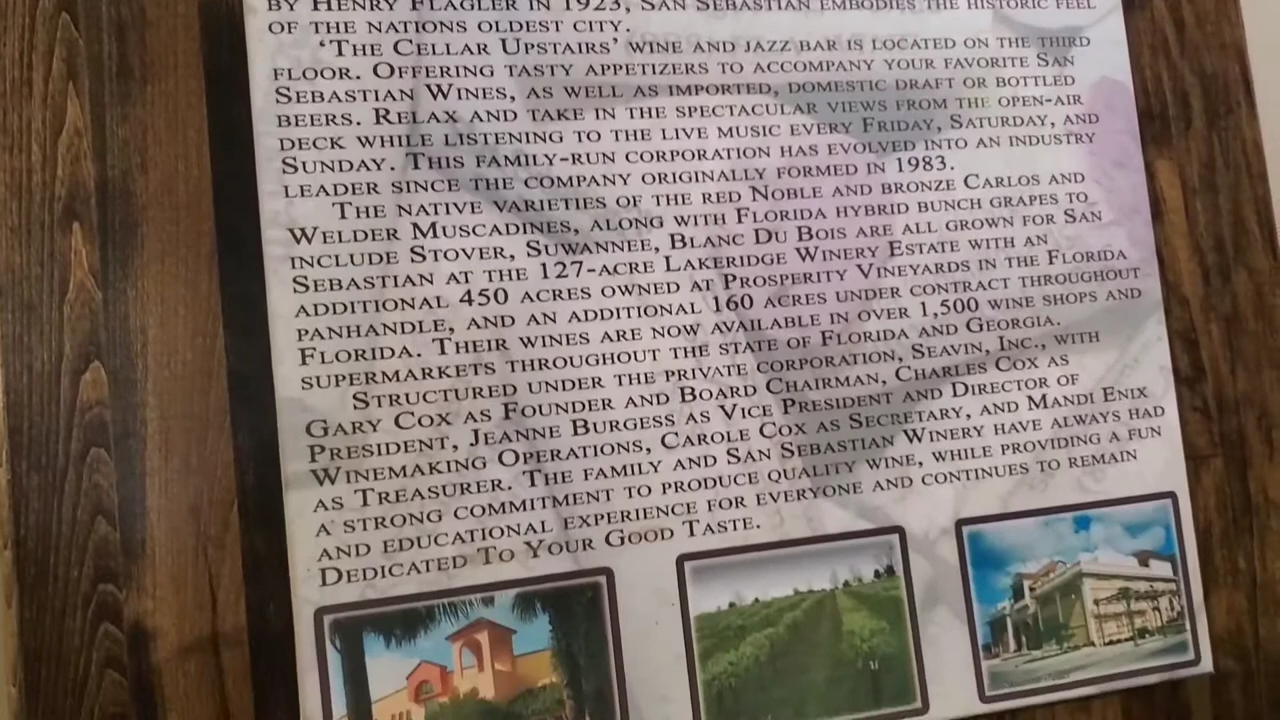 BY HENRY FLAGLER IN 1923, SAN SEBASTIAN EMBODIES THE HISTORIC FEEL
OF THE NATIONS OLDEST CITY.
'THE CELLAR UPSTAIRS' WINE AND JAZZ BAR IS LOCATED ON THE THIRD
FLOOR. OFFERING TASTY APPETIZERS TO ACCOMPANY YOUR FAVORITE SAN
SEBASTIAN WINES, AS WELL AS IMPORTED, DOMESTIC DRAFT OR BOTTLED
BEERS. RELAX AND TAKE IN THE SPECTACULAR VIEWS FROM THE OPEN-AIR
DECK WHILE LISTENING TO THE LIVE MUSIC EVERY FRIDAY, SATURDAY, AND
SUNDAY. THIS FAMILY-RUN CORPORATION HAS EVOLVED INTO AN INDUSTRY
LEADER SINCE THE COMPANY ORIGINALLY FORMED IN 1983.
THE NATIVE VARIETIES OF THE RED NOBLE AND BRONZE CARLOS AND
WELDER MUSCADINES, ALONG WITH FLORIDA HYBRID BUNCH GRAPES TO
INCLUDE STOVER, SUWANNEE, BLANC DU BOIS ARE ALL GROWN FOR SAN
SEBASTIAN AT THE 127-ACRE LAKERIDGE WINERY ESTATE WITH AN
ADDITIONAL 450 ACRES OWNED AT PROSPERITY VINEYARDS IN THE FLORIDA
PANHANDLE, AND AN ADDITIONAL 160 ACRES UNDER CONTRACT THROUGHOUT
FLORIDA. THEIR WINES ARE NOW AVAILABLE IN OVER 1,500 WINE SHOPS AND
SUPERMARKETS THROUGHOUT THE STATE OF FLORIDA AND GEORGIA.
STRUCTURED UNDER THE PRIVATE CORPORATION, SEAVIN, INC., WITH
GARY COX AS FOUNDER AND BOARD CHAIRMAN, CHARLES COX AS
PRESIDENT, JEANNE BURGESS AS VICE PRESIDENT AND DIRECTOR OF
WINEMAKING OPERATIONS, CAROLE COX AS SECRETARY, AND MANDI ENIX
AS TREASURER. THE FAMILY AND SAN SEBASTIAN WINERY HAVE ALWAYS HAD
A STRONG COMMITMENT TO PRODUCE QUALITY WINE, WHILE PROVIDING A FUN
AND EDUCATIONAL EXPERIENCE FOR EVERYONE AND CONTINUES TO REMAIN
DEDICATED TO YOUR GOOD TASTE.